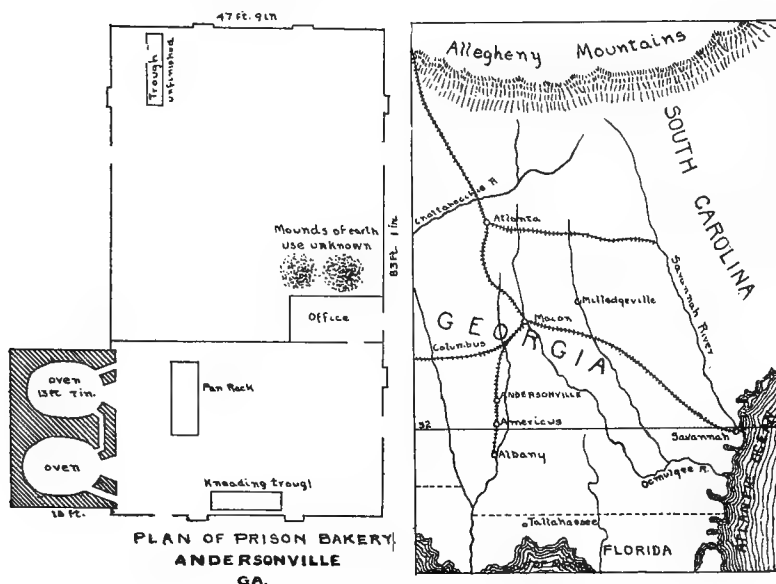 47 Ft. 9 in
Trough
unfinished
Mounds of earth
use unknown
83 Ft 1 in.
Office
oven
13 ft 7 in.
Pan Rack
oven
Kneading trough
18 ft.
PLAN OF PRISON BAKERY
ANDERSONVILLE
GA.
Allegheny Mountains
SOUTH CAROLINA
Chattahoochie R
Atlanta
Savannah River
Milledgeville
Macon
GEORGIA
Columbus
ANDERSONVILLE
32
Americus
Savannah
Albany
Ocmulgee R.
Tallahassee
FLORIDA